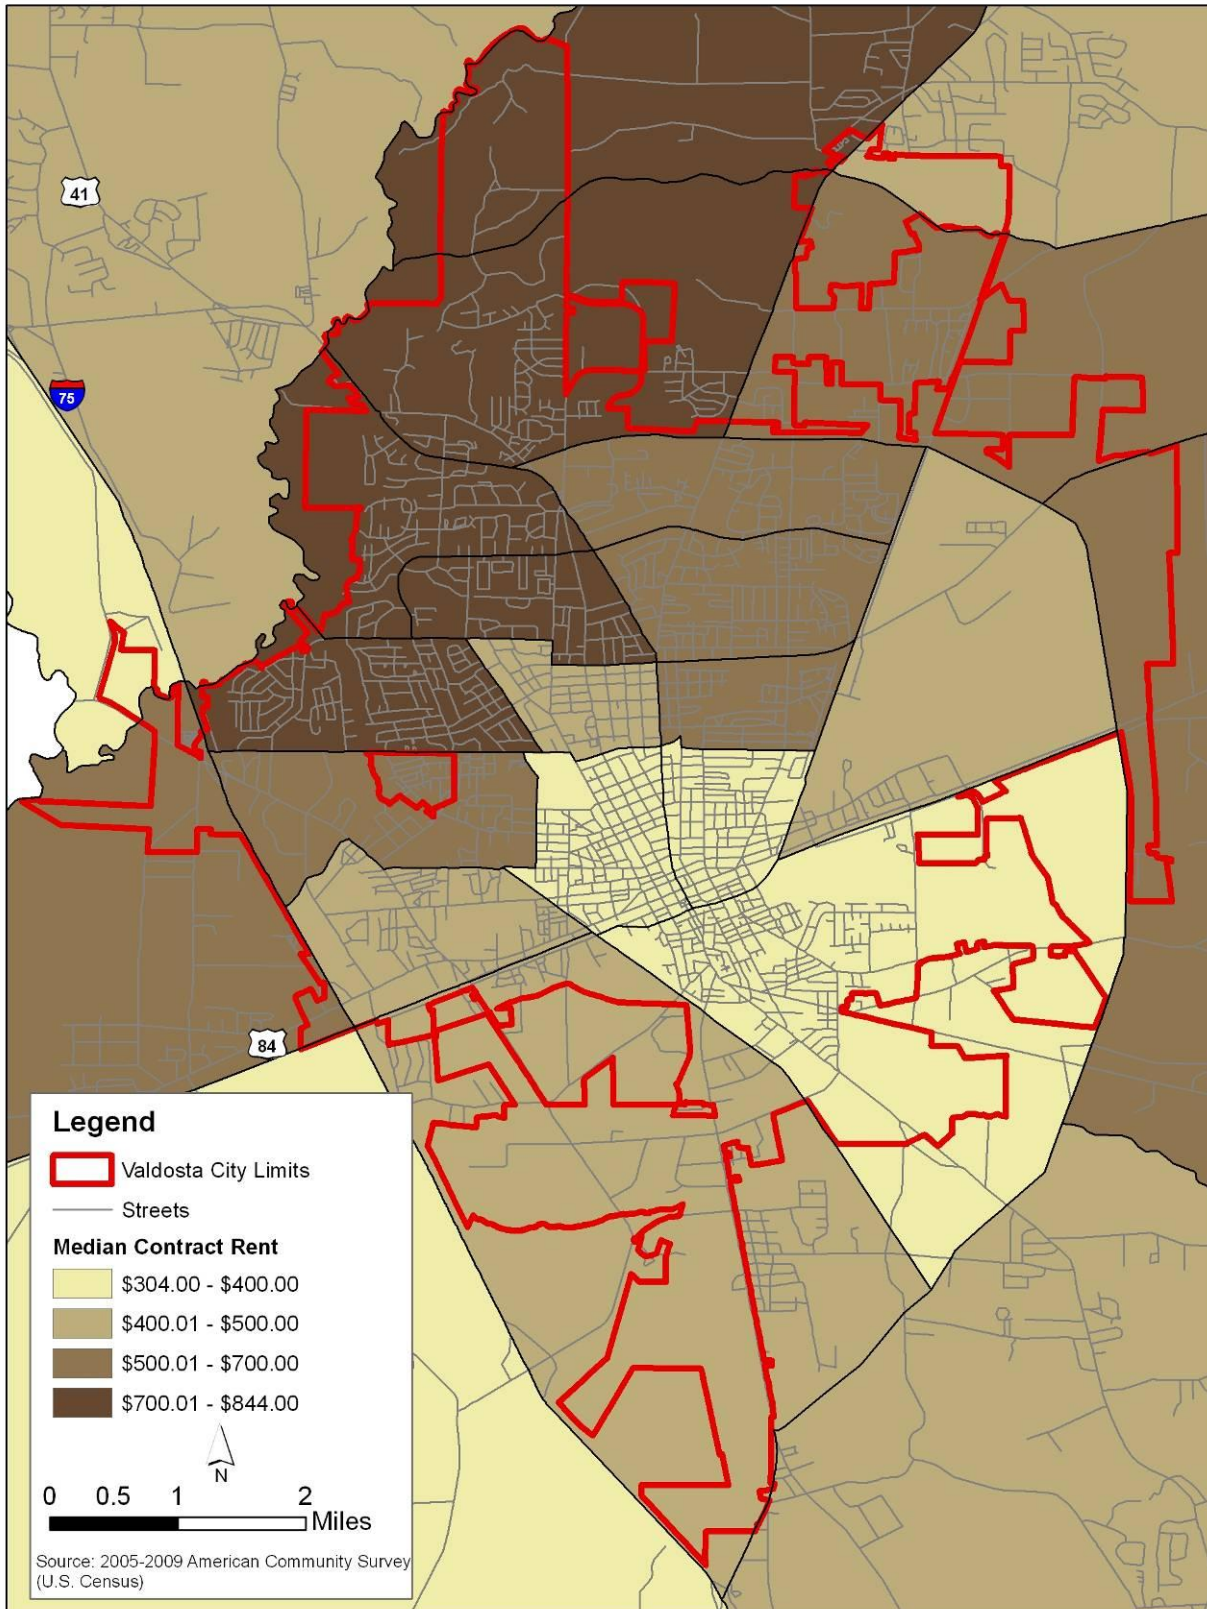 41
75
84
Legend
Valdosta City Limits
Streets
Median Contract Rent
$304.00 - $400.00
$400.01 - $500.00
$500.01 - $700.00
$700.01 - $844.00
N
0 0.5 1 2
Miles
Source: 2005-2009 American Community Survey
(U.S. Census)